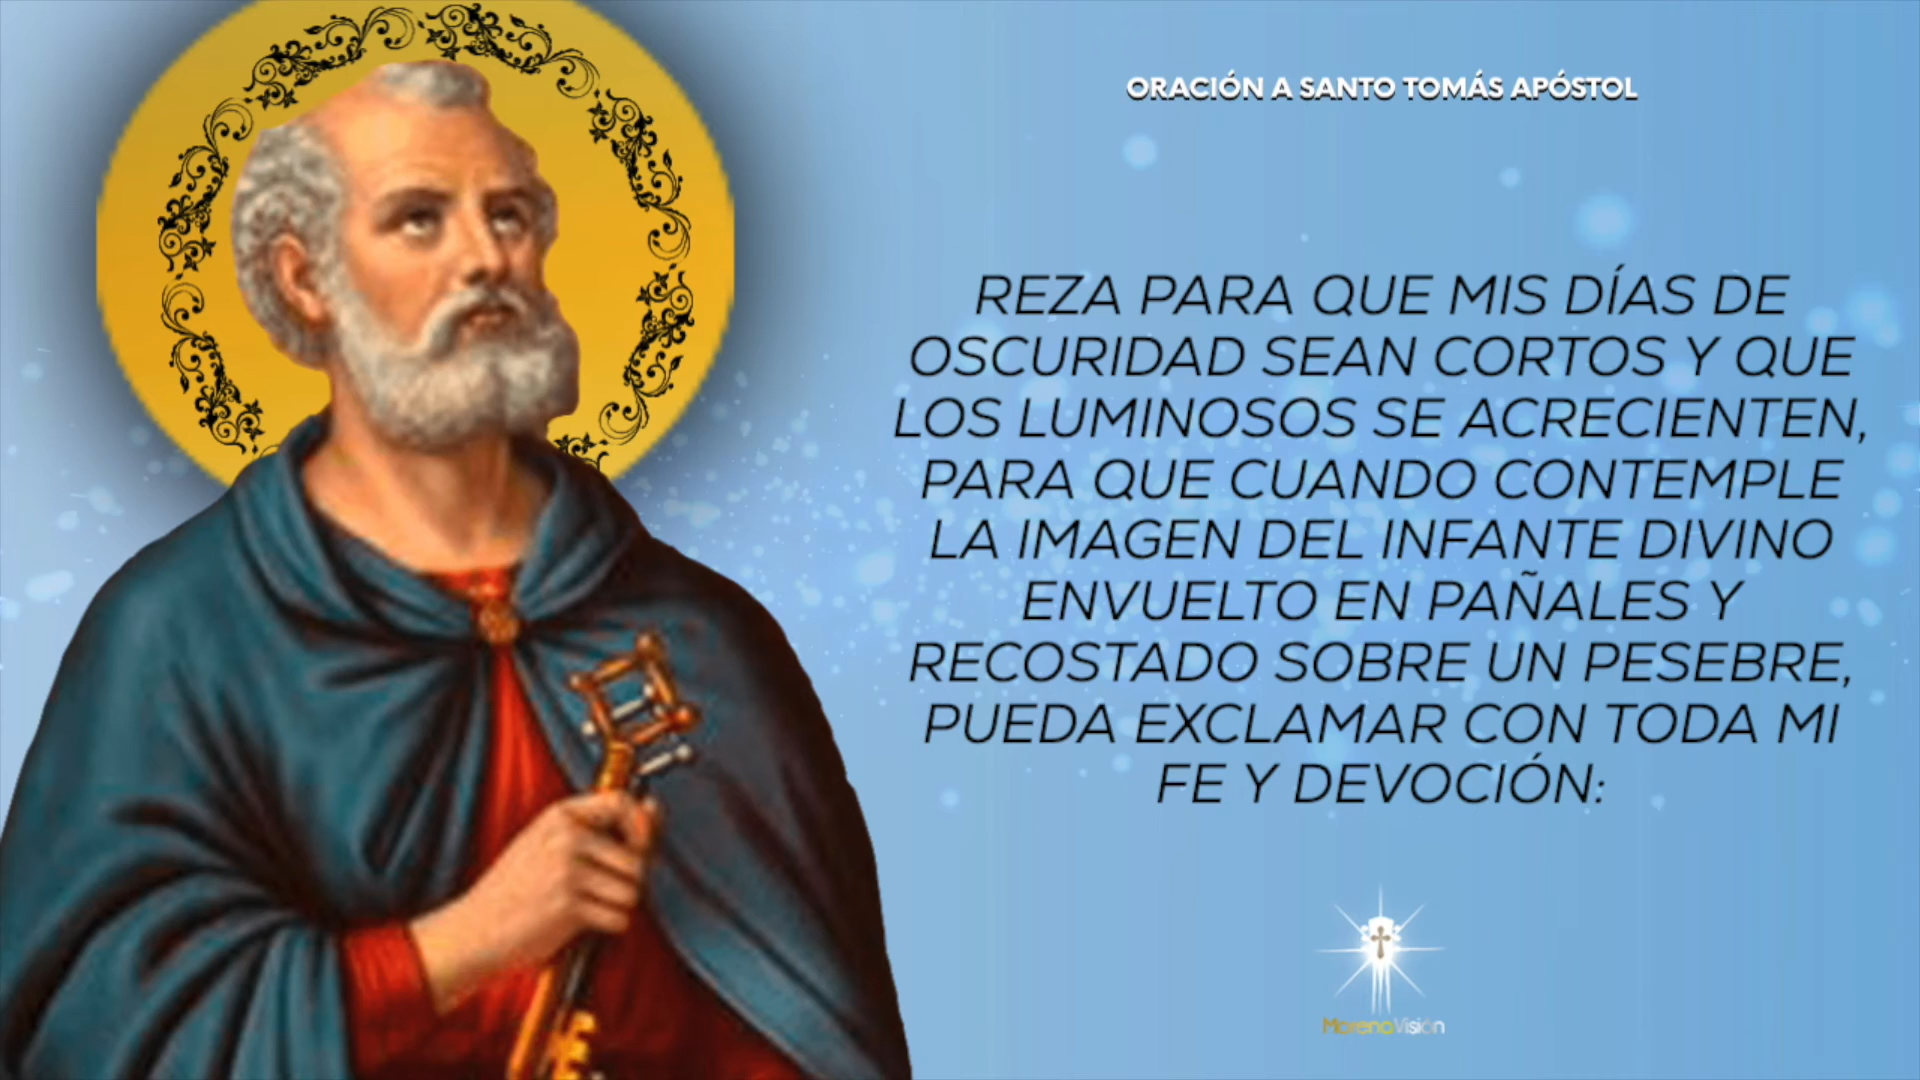 ORACIÓN A SANTO TOMÁS APÓSTOL
REZA PARA QUE MIS DÍAS DE
OSCURIDAD SEAN CORTOS Y QUE
LOS LUMINOSOS SE ACRECIENTEN,
PARA QUE CUANDO CONTEMPLE
LA IMAGEN DEL INFANTE DIVINO
ENVUELTO EN PAÑALES Y
RECOSTADO SOBRE UN PESEBRE,
PUEDA EXCLAMAR CON TODA MI
FE Y DEVOCIÓN:
MorenaVisión